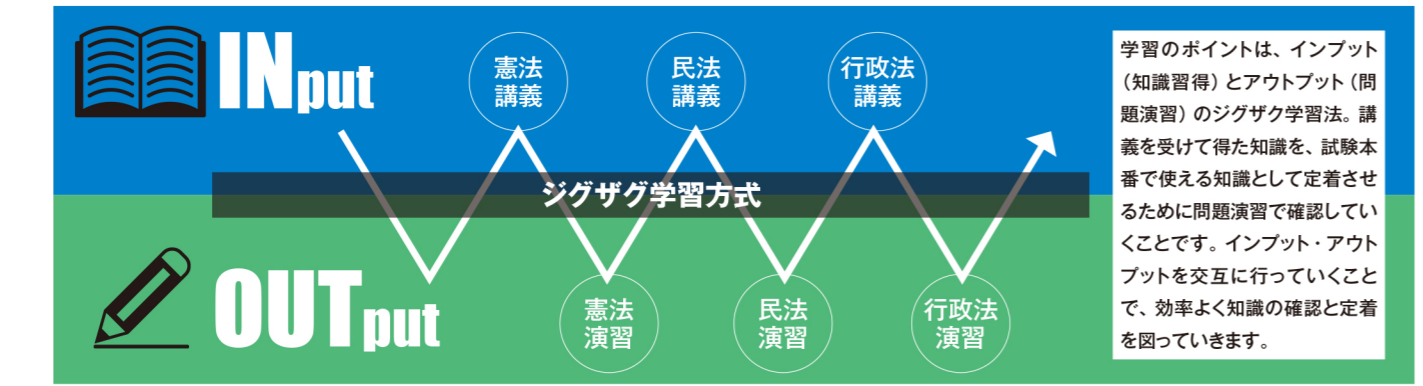 INput
憲法
講義
民法
講義
行政法
講義
ジグザグ学習方式
OUTput
憲法
演習
民法
演習
行政法
演習
学習のポイントは、インプット
（知識習得）とアウトプット（問
題演習）のジグザク学習法。講
義を受けて得た知識を、試験本
番で使える知識として定着させ
るために問題演習で確認してい
くことです。インプット・アウト
プットを交互に行っていくこと
で、効率よく知識の確認と定着
を図っていきます。